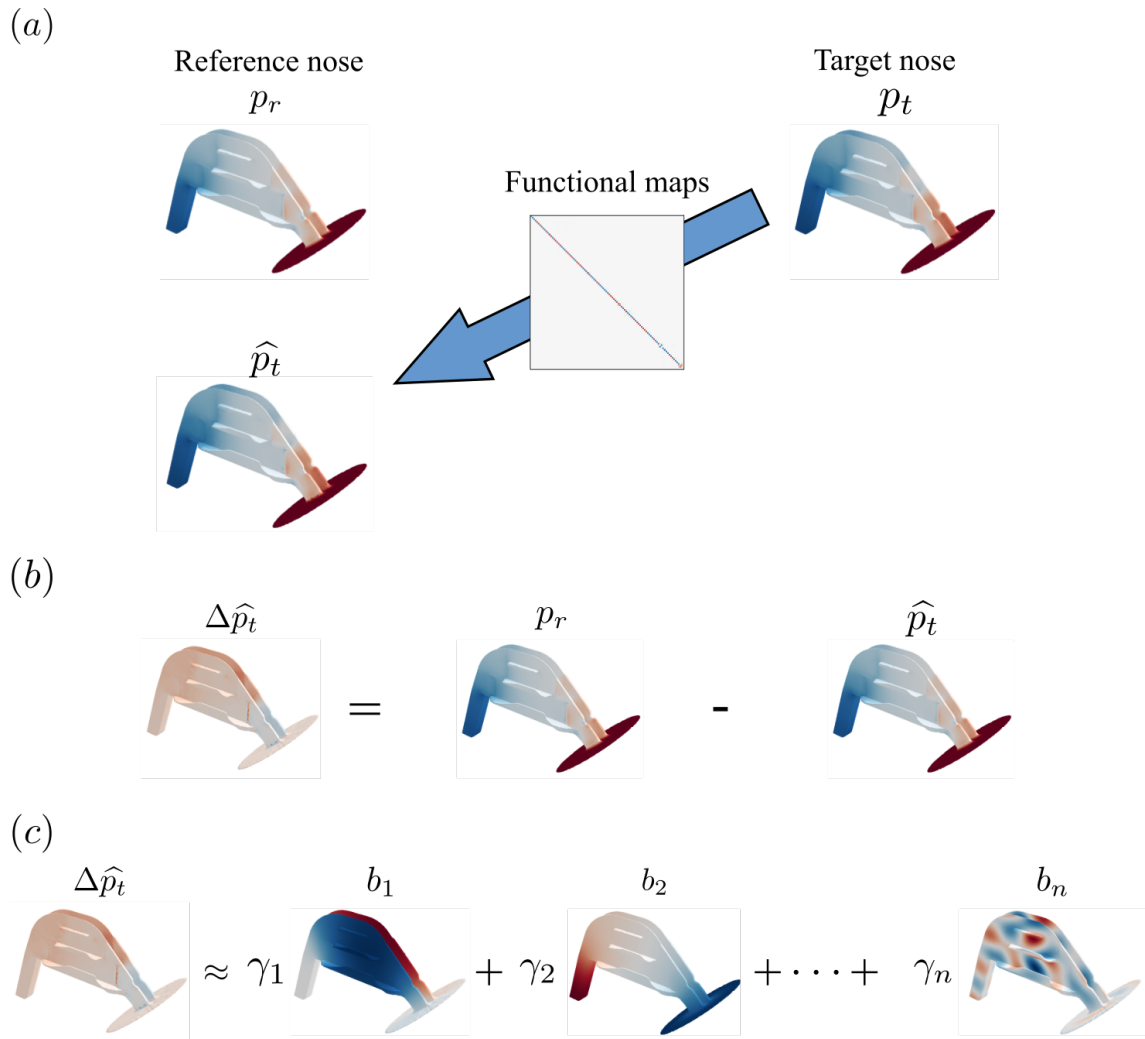 (a)
Reference nose
p_r
Target nose
p_t
Functional maps
\widehat{p_t}
(b)
Δ\widehat{p_t} = p_r - \widehat{p_t}
(c)
Δ\widehat{p_t} ≈ γ_1 b_1 + γ_2 b_2 + ··· + γ_n b_n